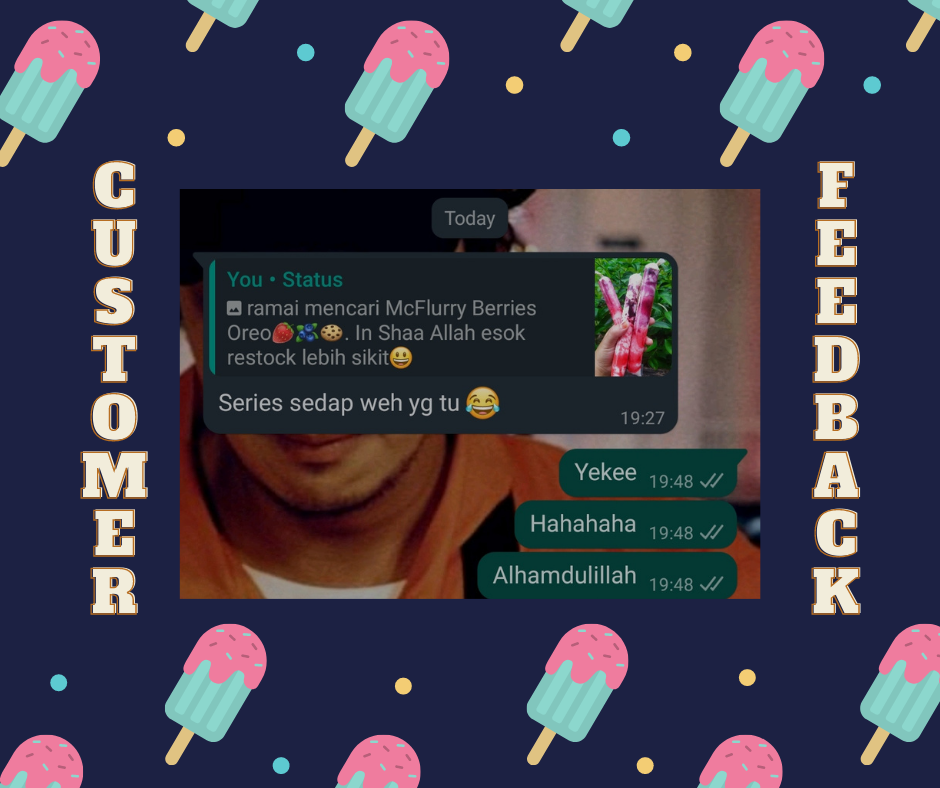 CUSTOMER
FEEDBACK
Today
You • Status
ramai mencari McFlurry Berries
Oreo🍓🫐🍪. In Shaa Allah esok
restock lebih sikit😃
Series sedap weh yg tu 😂
19:27
Yekee 19:48
Hahahaha 19:48
Alhamdulillah 19:48